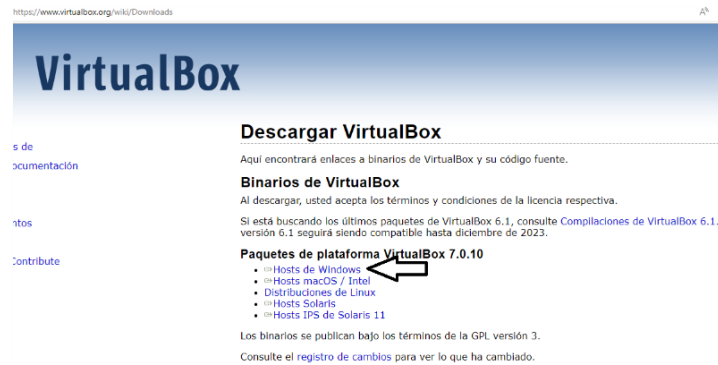 https://www.virtualbox.org/wiki/Downloads
VirtualBox
Descargar VirtualBox
s de
Aquí encontrará enlaces a binarios de VirtualBox y su código fuente.
ocumentación
Binarios de VirtualBox
Al descargar, usted acepta los términos y condiciones de la licencia respectiva.
ntos
Si está buscando los últimos paquetes de VirtualBox 6.1, consulte Compilaciones de VirtualBox 6.1.
versión 6.1 seguirá siendo compatible hasta diciembre de 2023.
Paquetes de plataforma VirtualBox 7.0.10
Contribute
Hosts de Windows
Hosts macOS / Intel
Distribuciones de Linux
Hosts Solaris
Hosts IPS de Solaris 11
Los binarios se publican bajo los términos de la GPL versión 3.
Consulte el registro de cambios para ver lo que ha cambiado.